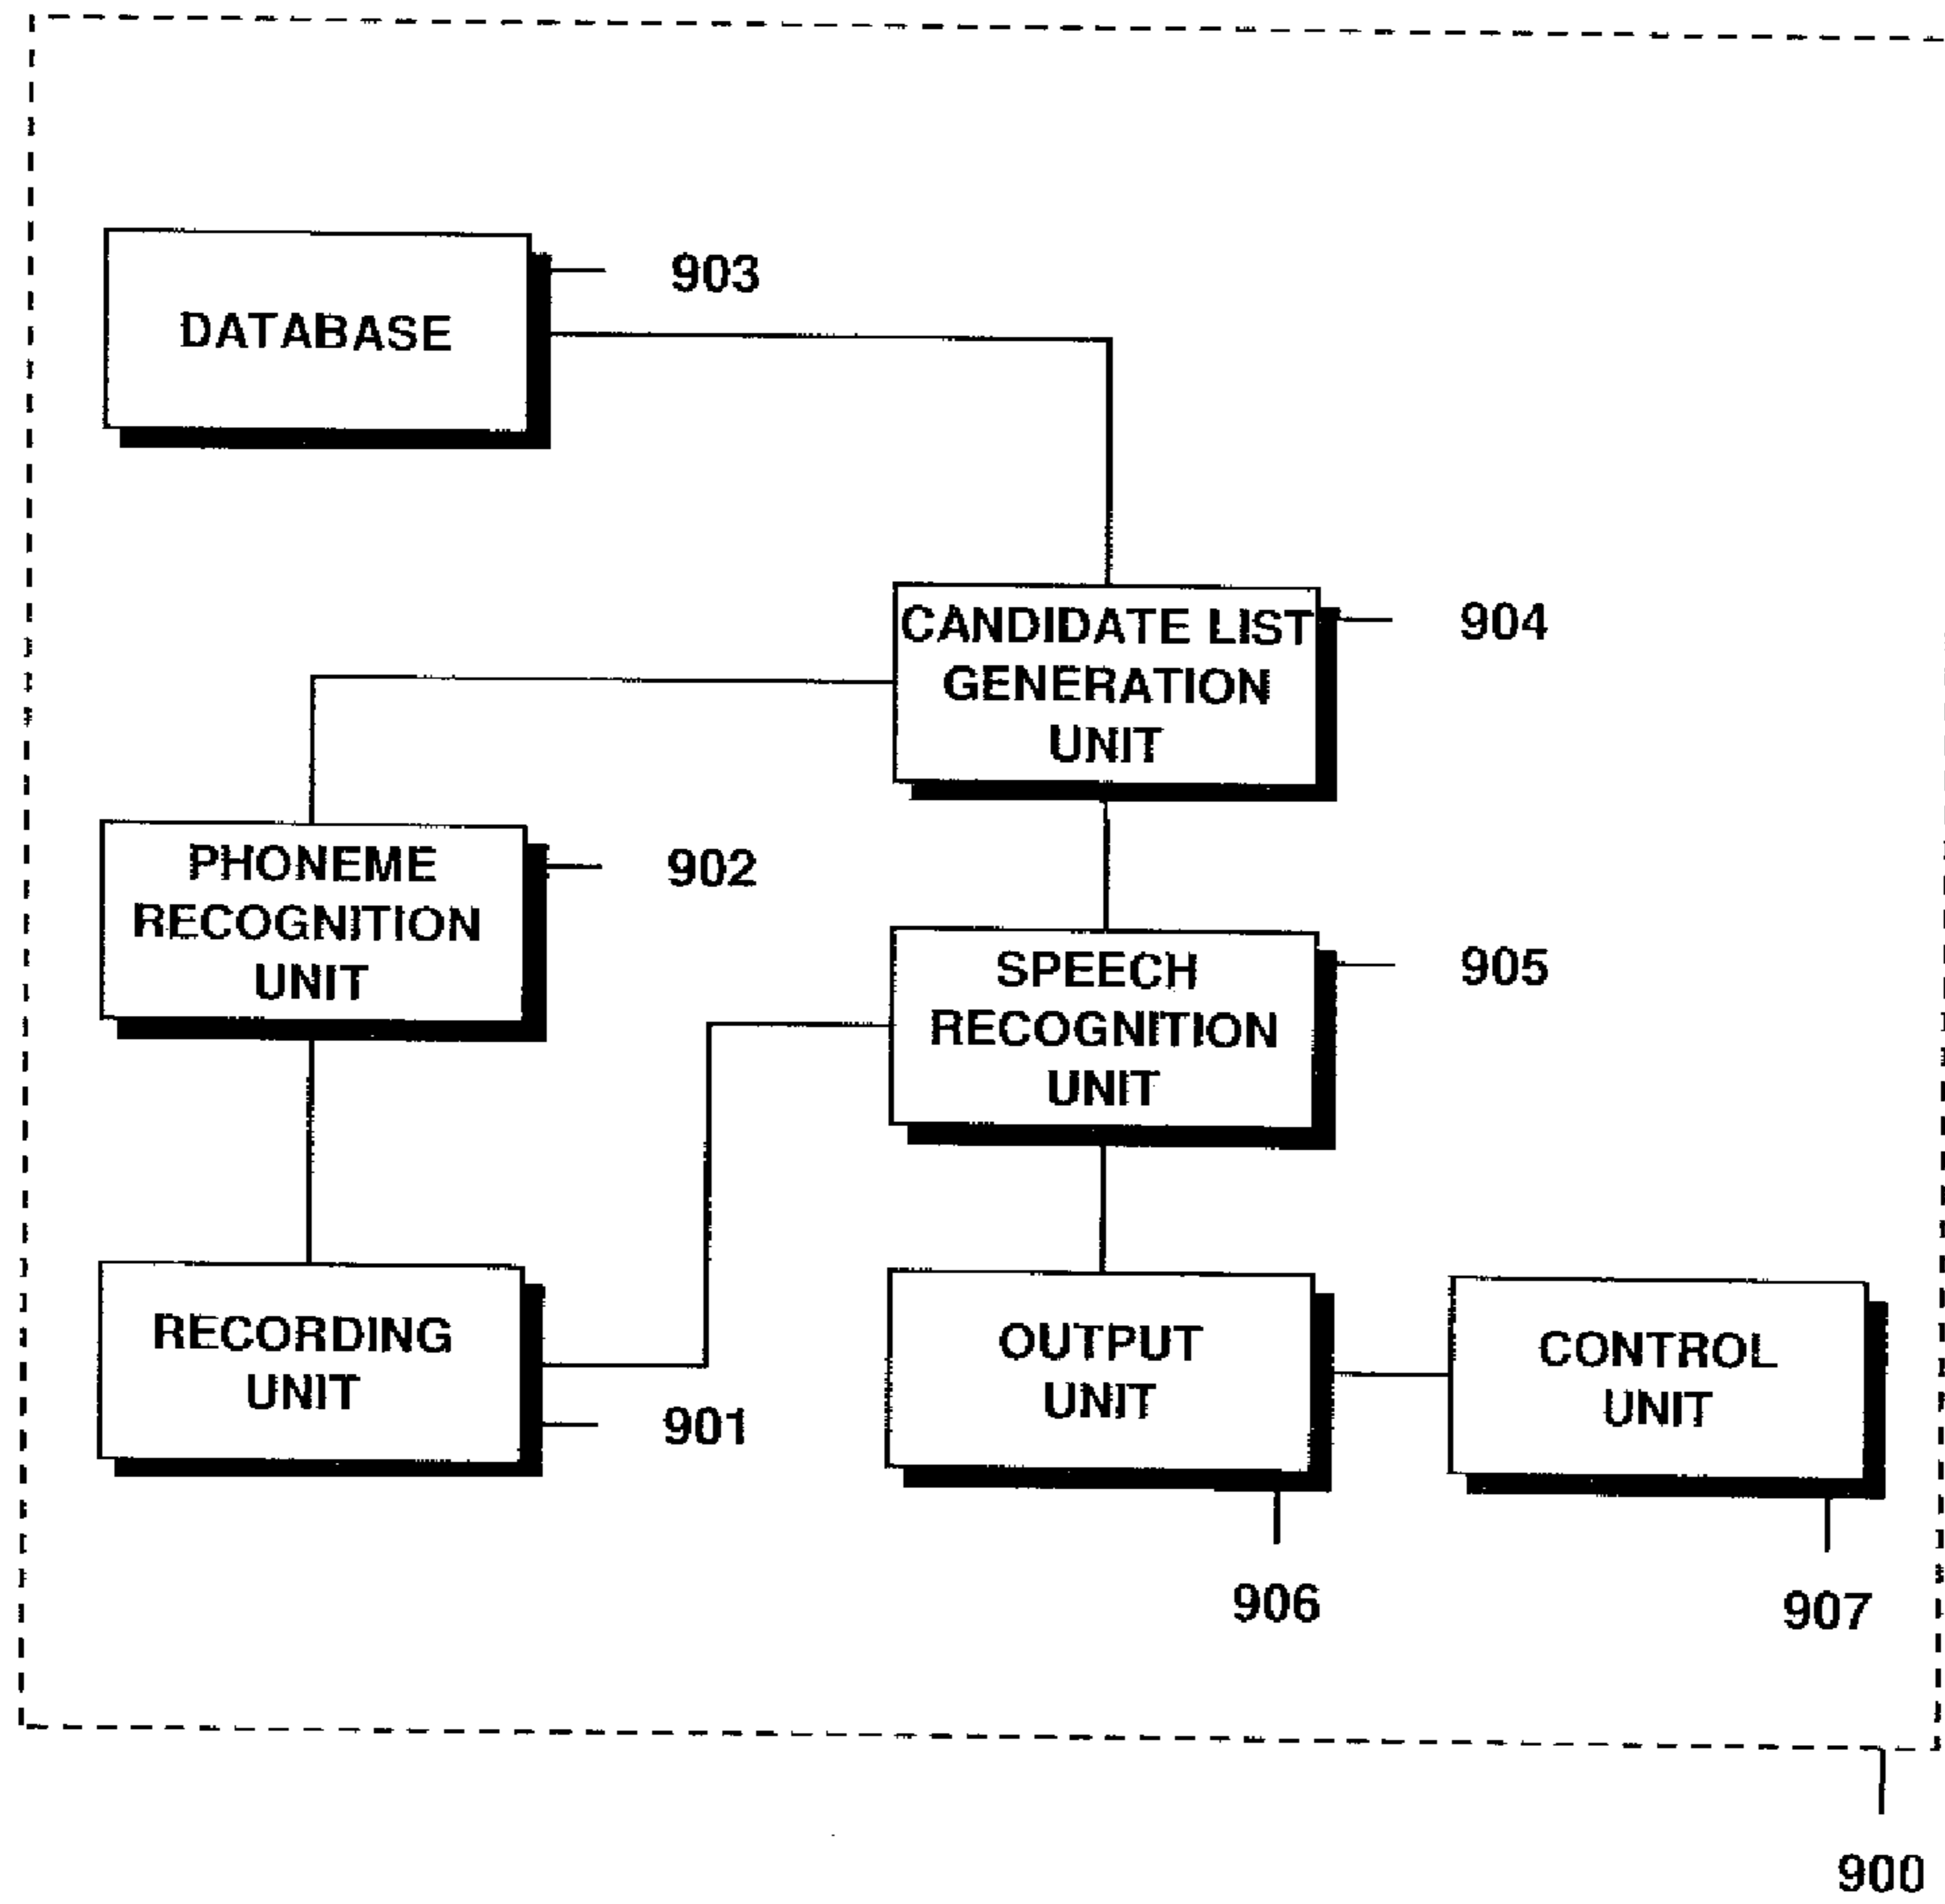 903
DATABASE
CANDIDATE LIST
GENERATION
UNIT
904
PHONEME
RECOGNITION
UNIT
902
SPEECH
RECOGNITION
UNIT
905
RECORDING
UNIT
901
OUTPUT
UNIT
CONTROL
UNIT
906
907
900